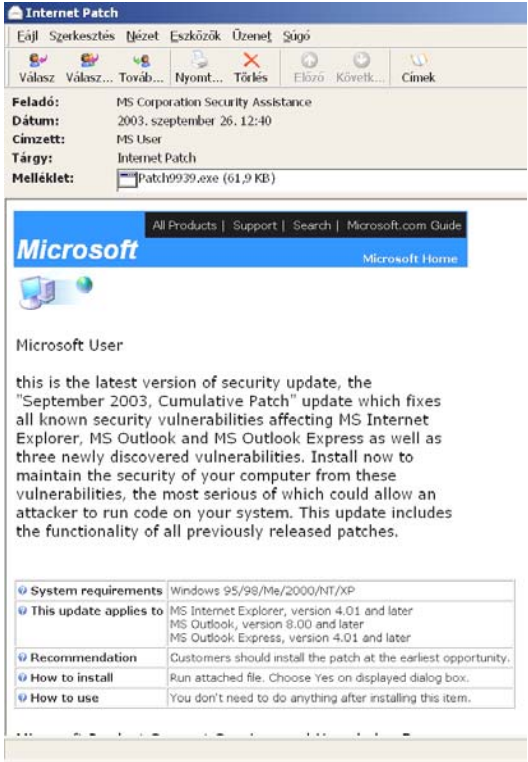 Internet Patch
Fájl Szerkesztés Nézet Eszközök Üzenet Súgó
Válasz Válasz... Továb... Nyomt... Törlés Előző Követk... Címek
Feladó: MS Corporation Security Assistance
Dátum: 2003. szeptember 26. 12:40
Címzett: MS User
Tárgy: Internet Patch
Melléklet: Patch9939.exe (61,9 KB)
All Products | Support | Search | Microsoft.com Guide
Microsoft
Microsoft Home
Microsoft User
this is the latest version of security update, the
"September 2003, Cumulative Patch" update which fixes
all known security vulnerabilities affecting MS Internet
Explorer, MS Outlook and MS Outlook Express as well as
three newly discovered vulnerabilities. Install now to
maintain the security of your computer from these
vulnerabilities, the most serious of which could allow an
attacker to run code on your system. This update includes
the functionality of all previously released patches.
System requirements Windows 95/98/Me/2000/NT/XP
This update applies to MS Internet Explorer, version 4.01 and later
MS Outlook, version 8.00 and later
MS Outlook Express, version 4.01 and later
Recommendation Customers should install the patch at the earliest opportunity.
How to install Run attached file. Choose Yes on displayed dialog box.
How to use You don't need to do anything after installing this item.